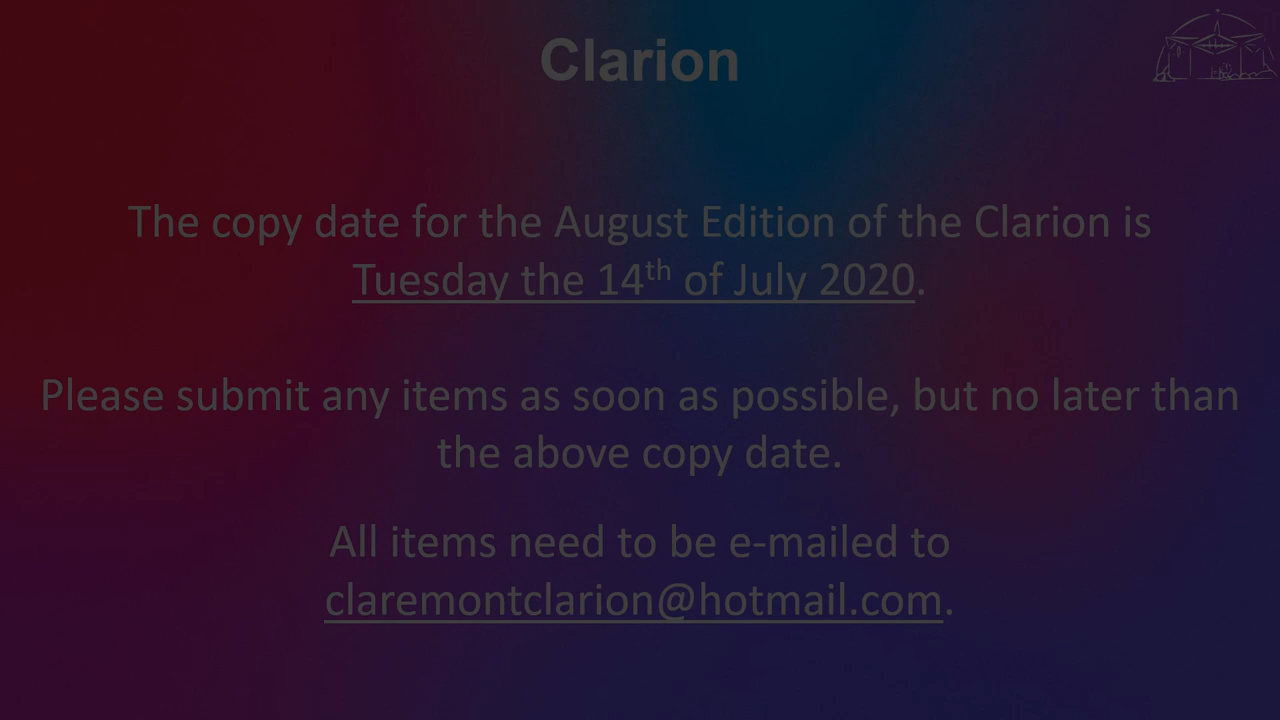 Clarion
The copy date for the August Edition of the Clarion is
Tuesday the 14th of July 2020.
Please submit any items as soon as possible, but no later than
the above copy date.
All items need to be e-mailed to
claremontclarion@hotmail.com.